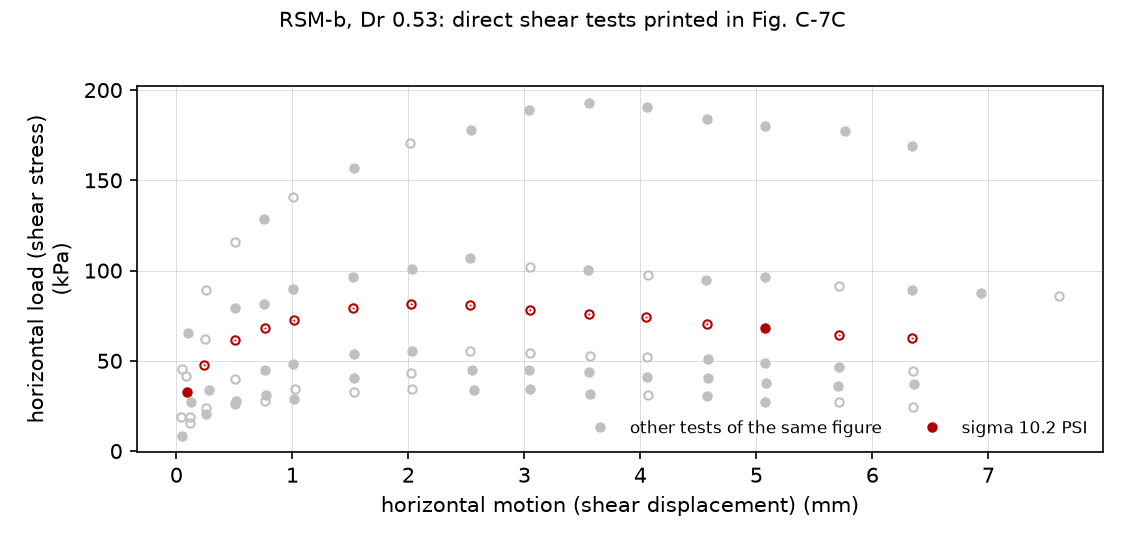 RSM-b, Dr 0.53: direct shear tests printed in Fig. C-7C
horizontal load (shear stress)
(kPa)
200
150
100
50
0
other tests of the same figure
sigma 10.2 PSI
0 1 2 3 4 5 6 7
horizontal motion (shear displacement) (mm)